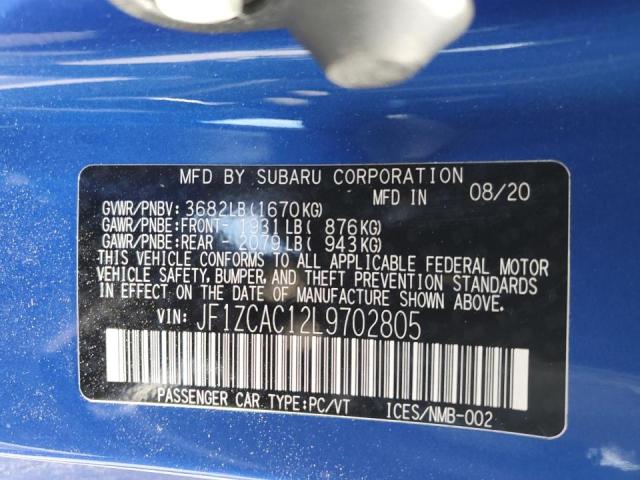 MFD BY SUBARU CORPORATION
MFD IN 08/20
GVWR/PNBV: 3682LB(1670KG)
GAWR/PNBE:FRONT- 1931LB( 876KG)
GAWR/PNBE:REAR - 2079LB( 943KG)
THIS VEHICLE CONFORMS TO ALL APPLICABLE FEDERAL MOTOR
VEHICLE SAFETY, BUMPER, AND THEFT PREVENTION STANDARDS
IN EFFECT ON THE DATE OF MANUFACTURE SHOWN ABOVE.
VIN: JF1ZCAC12L9702805
PASSENGER CAR TYPE:PC/VT ICES/NMB-002